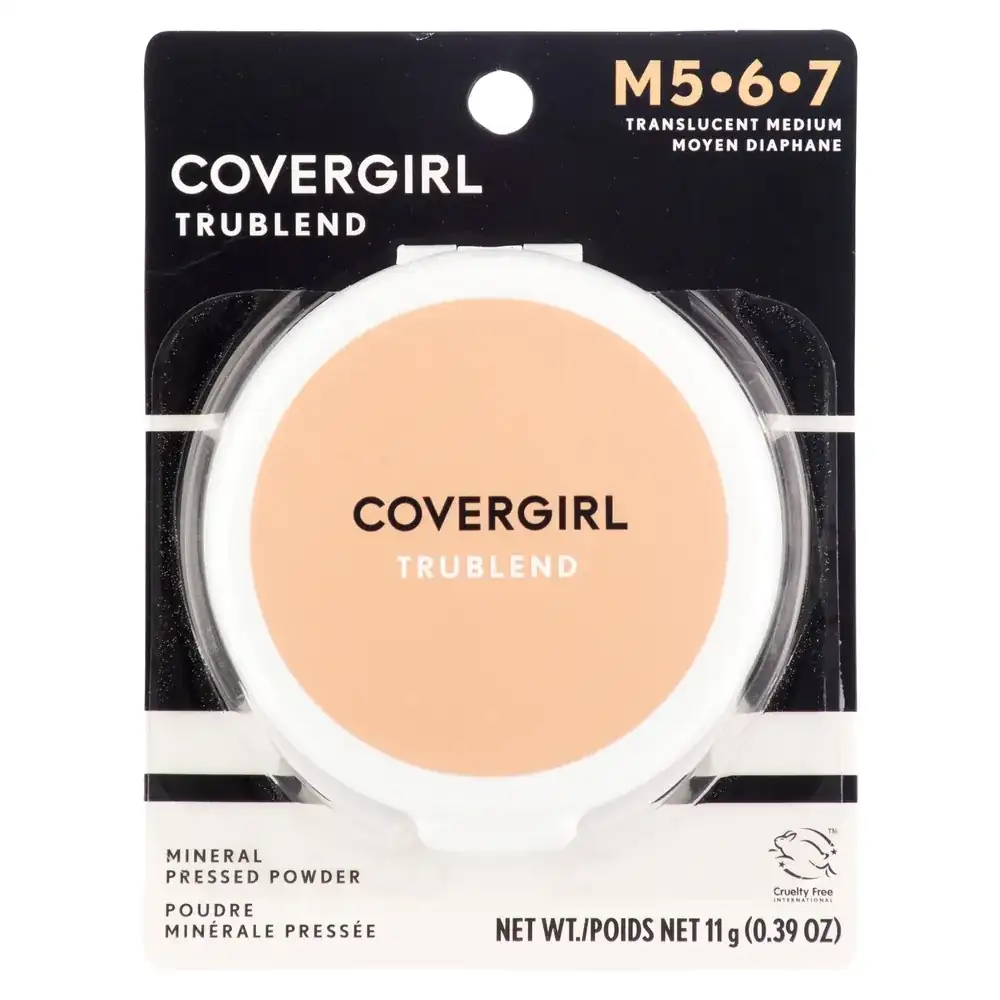 M5•6•7
TRANSLUCENT MEDIUM
MOYEN DIAPHANE
COVERGIRL
TRUBLEND
COVERGIRL
TRUBLEND
MINERAL
PRESSED POWDER
POUDRE
MINÉRALE PRESSÉE
TM
Cruelty Free
INTERNATIONAL
NET WT./POIDS NET 11 g (0.39 OZ)